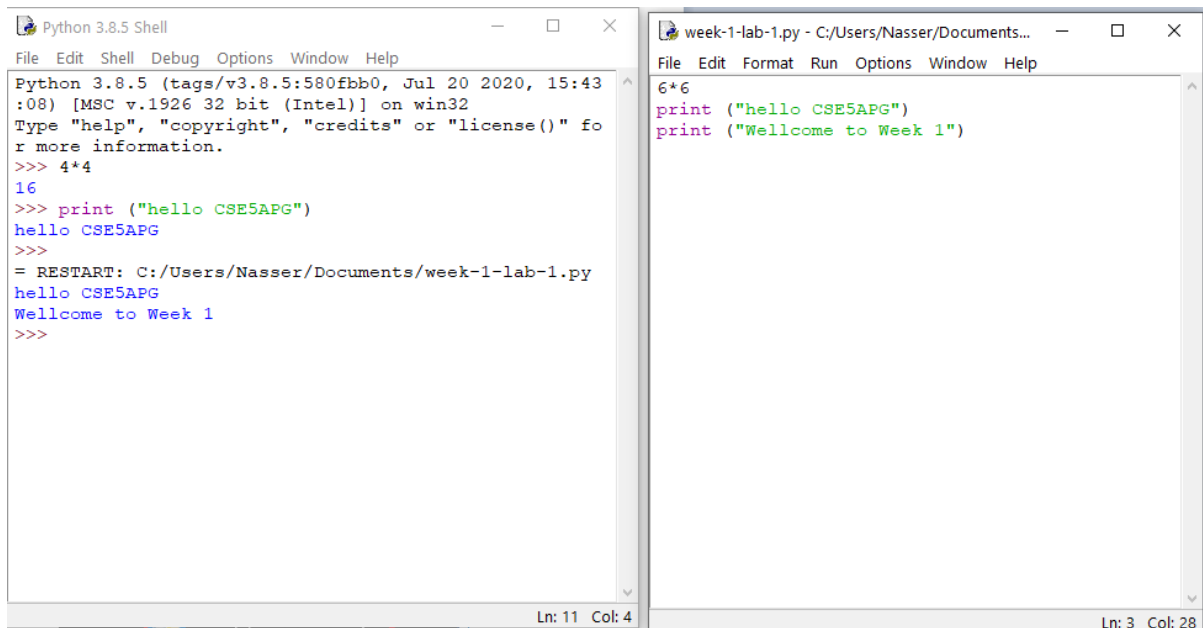 Python 3.8.5 Shell
File Edit Shell Debug Options Window Help
Python 3.8.5 (tags/v3.8.5:580fbb0, Jul 20 2020, 15:43
:08) [MSC v.1926 32 bit (Intel)] on win32
Type "help", "copyright", "credits" or "license()" fo
r more information.
>>> 4*4
16
>>> print ("hello CSE5APG")
hello CSE5APG
>>>
= RESTART: C:/Users/Nasser/Documents/week-1-lab-1.py
hello CSE5APG
Wellcome to Week 1
>>>
Ln: 11 Col: 4
week-1-lab-1.py - C:/Users/Nasser/Documents...
File Edit Format Run Options Window Help
6*6
print ("hello CSE5APG")
print ("Wellcome to Week 1")
Ln: 3 Col: 28